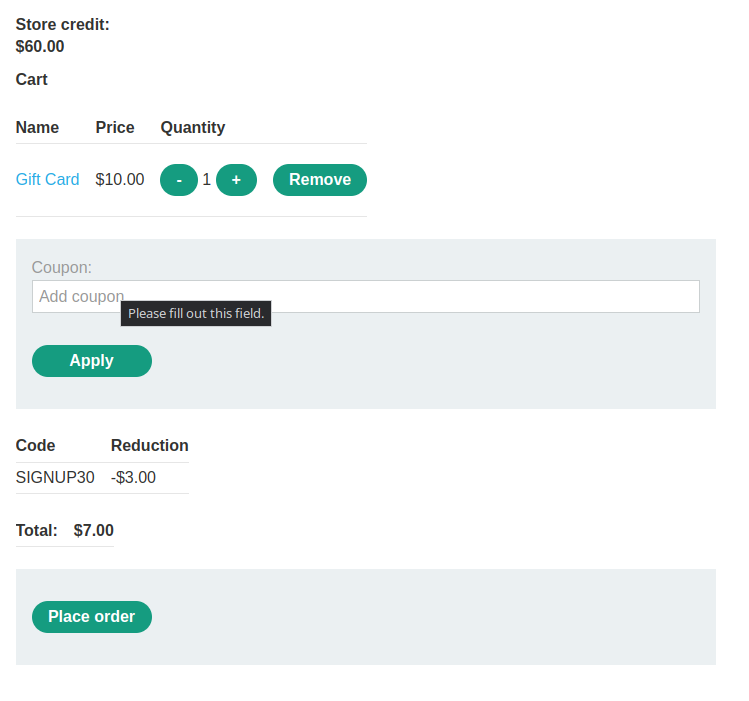 Store credit:
$60.00
Cart
Name Price Quantity
Gift Card $10.00 - 1 + Remove
Coupon:
Add coupon
Please fill out this field.
Apply
Code Reduction
SIGNUP30 -$3.00
Total: $7.00
Place order